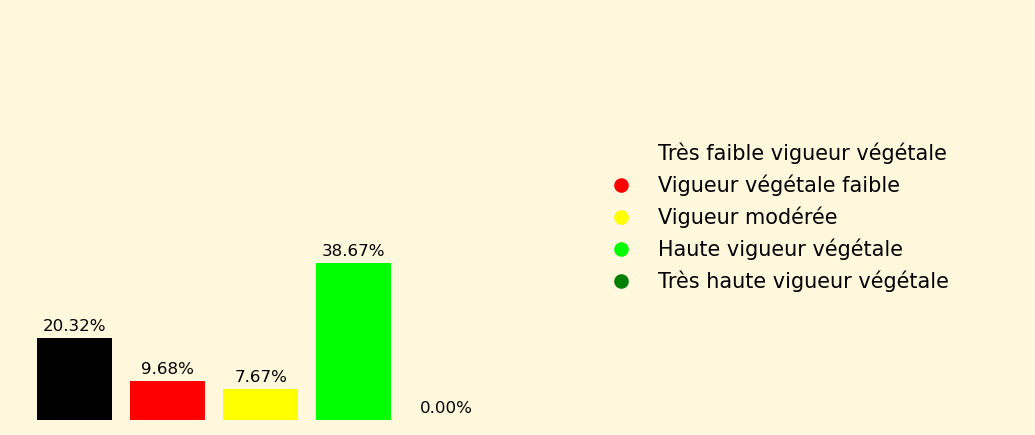 38.67%
20.32%
9.68%
7.67%
0.00%
Très faible vigueur végétale
Vigueur végétale faible
Vigueur modérée
Haute vigueur végétale
Très haute vigueur végétale